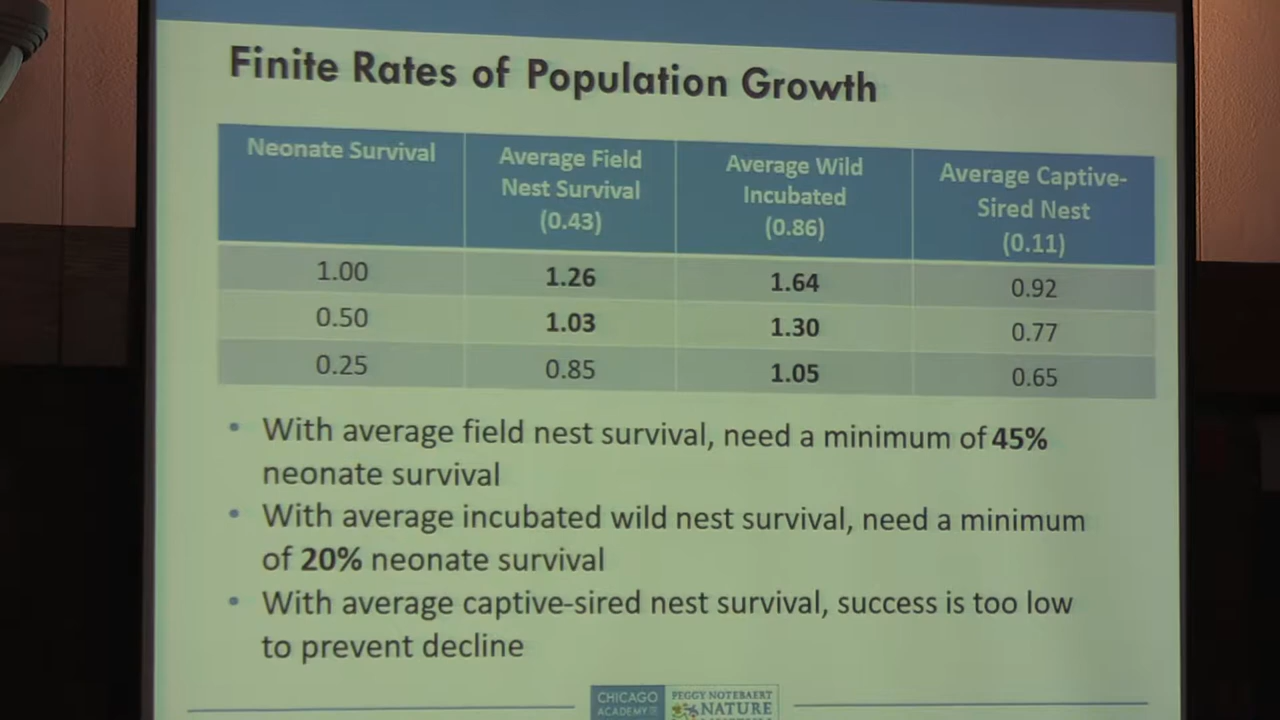 Finite Rates of Population Growth
Neonate Survival
Average Field
Nest Survival
(0.43)
Average Wild
Incubated
(0.86)
Average Captive-
Sired Nest
(0.11)
1.00 1.26 1.64 0.92
0.50 1.03 1.30 0.77
0.25 0.85 1.05 0.65
• With average field nest survival, need a minimum of 45%
neonate survival
• With average incubated wild nest survival, need a minimum
of 20% neonate survival
• With average captive-sired nest survival, success is too low
to prevent decline
CHICAGO
ACADEMY
PEGGY NOTEBAERT
NATURE